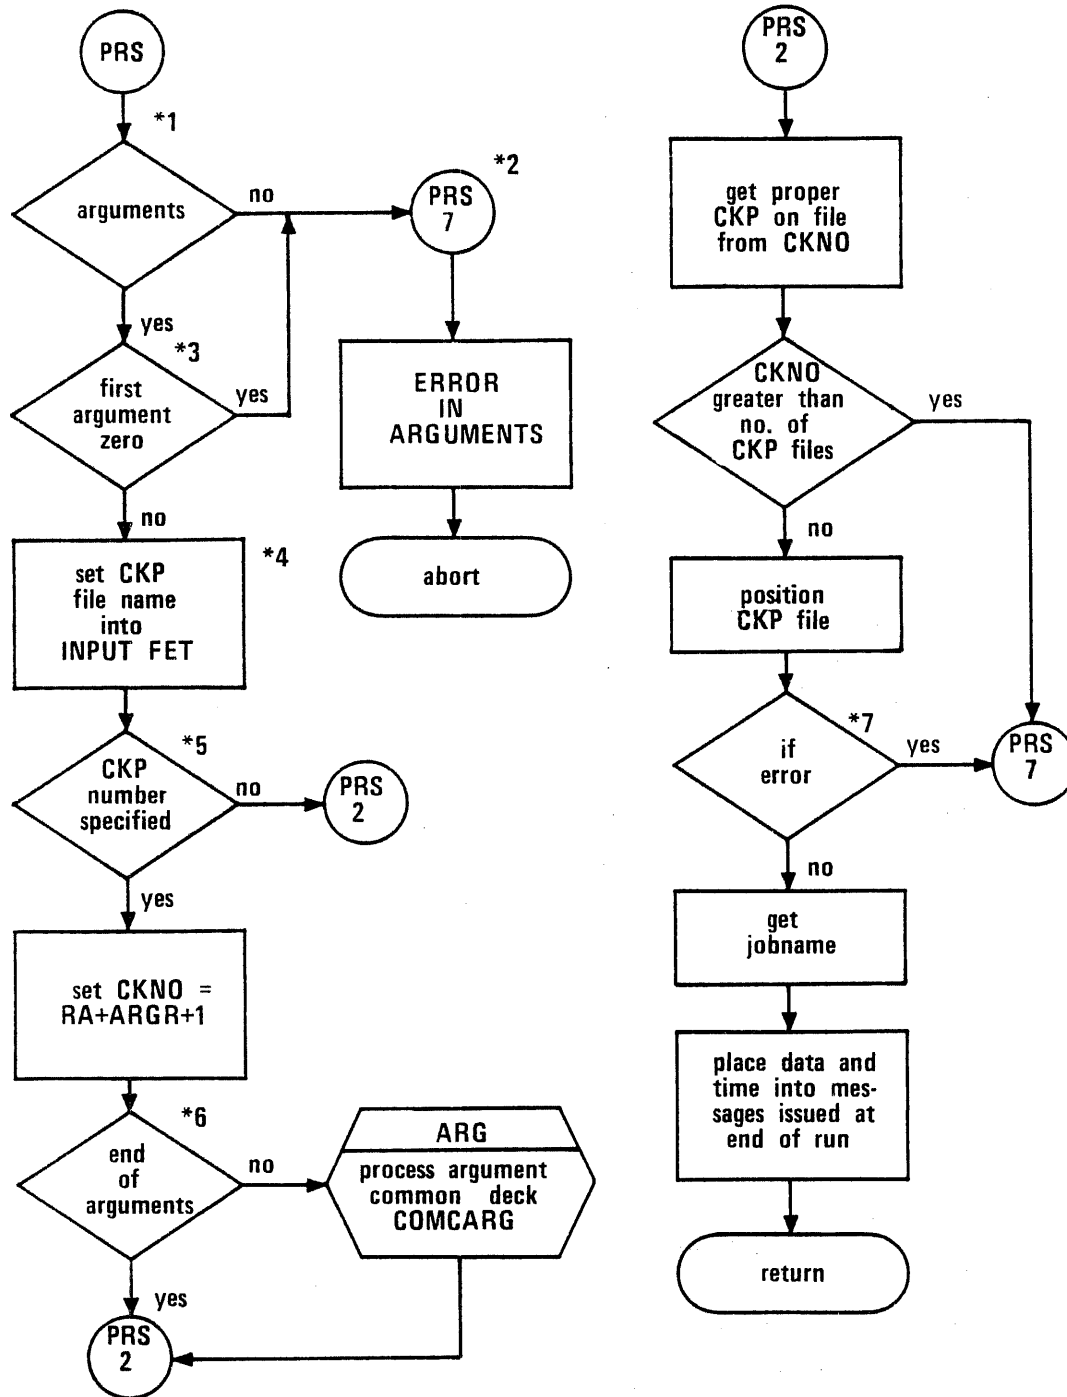 PRS
*1
arguments
no
*2
PRS
7
yes
*3
first
argument
zero
yes
ERROR
IN
ARGUMENTS
abort
no
*4
set CKP
file name
into
INPUT FET
*5
CKP
number
specified
no
PRS
2
yes
set CKNO =
RA+ARGR+1
*6
end
of
arguments
no
ARG
process argument
common deck
COMCARG
yes
PRS
2
PRS
2
get proper
CKP on file
from CKNO
CKNO
greater than
no. of
CKP files
yes
no
position
CKP file
*7
if
error
yes
PRS
7
no
get
jobname
place data and
time into mes-
sages issued at
end of run
return